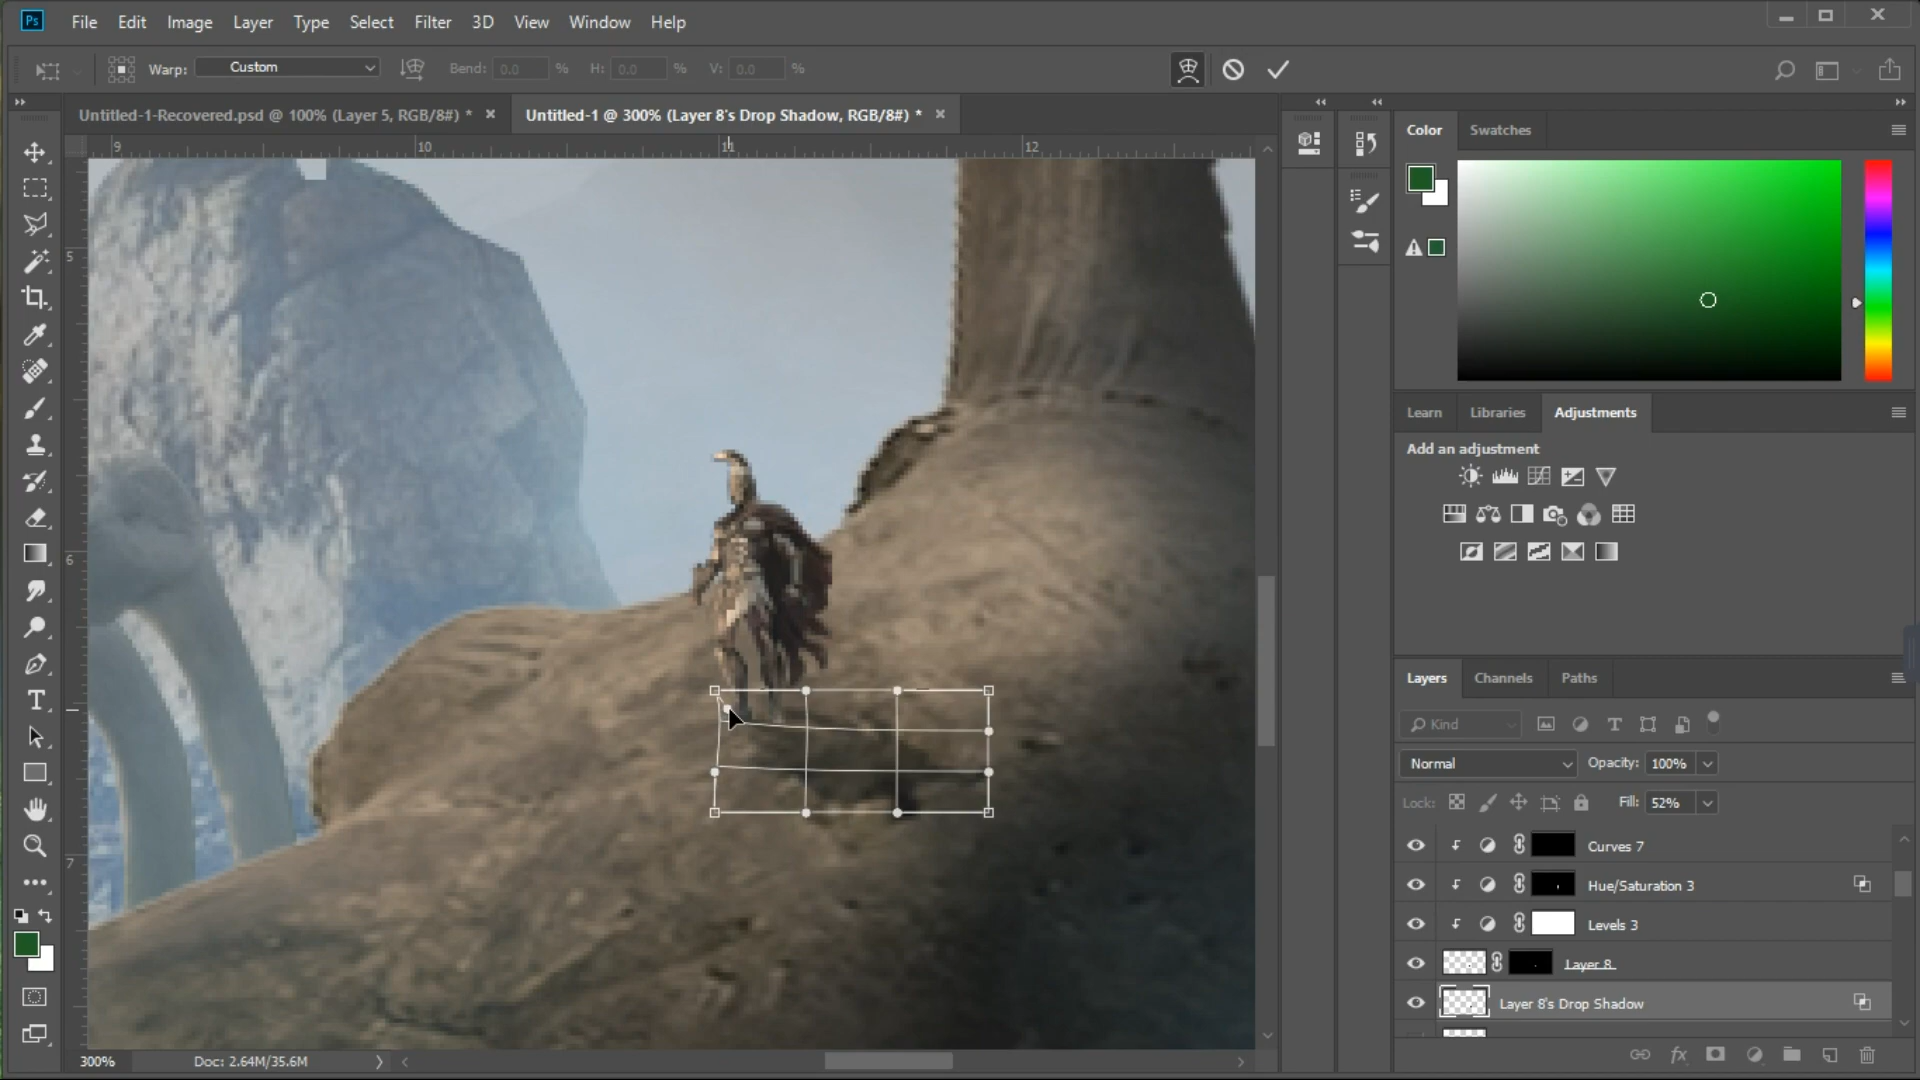 Ps File Edit Image Layer Type Select Filter 3D View Window Help
Warp: Custom Bend: 0.0 % H: 0.0 % V: 0.0 %
Untitled-1-Recovered.psd @ 100% (Layer 5, RGB/8#) * Untitled-1 @ 300% (Layer 8's Drop Shadow, RGB/8#) *
9 10 11 12
5
6
7
Color Swatches
Learn Libraries Adjustments
Add an adjustment
Layers Channels Paths
Kind
Normal Opacity: 100%
Lock: Fill: 52%
Curves 7
Hue/Saturation 3
Levels 3
Layer 8
Layer 8's Drop Shadow
300% Doc: 2.64M/35.6M
fx